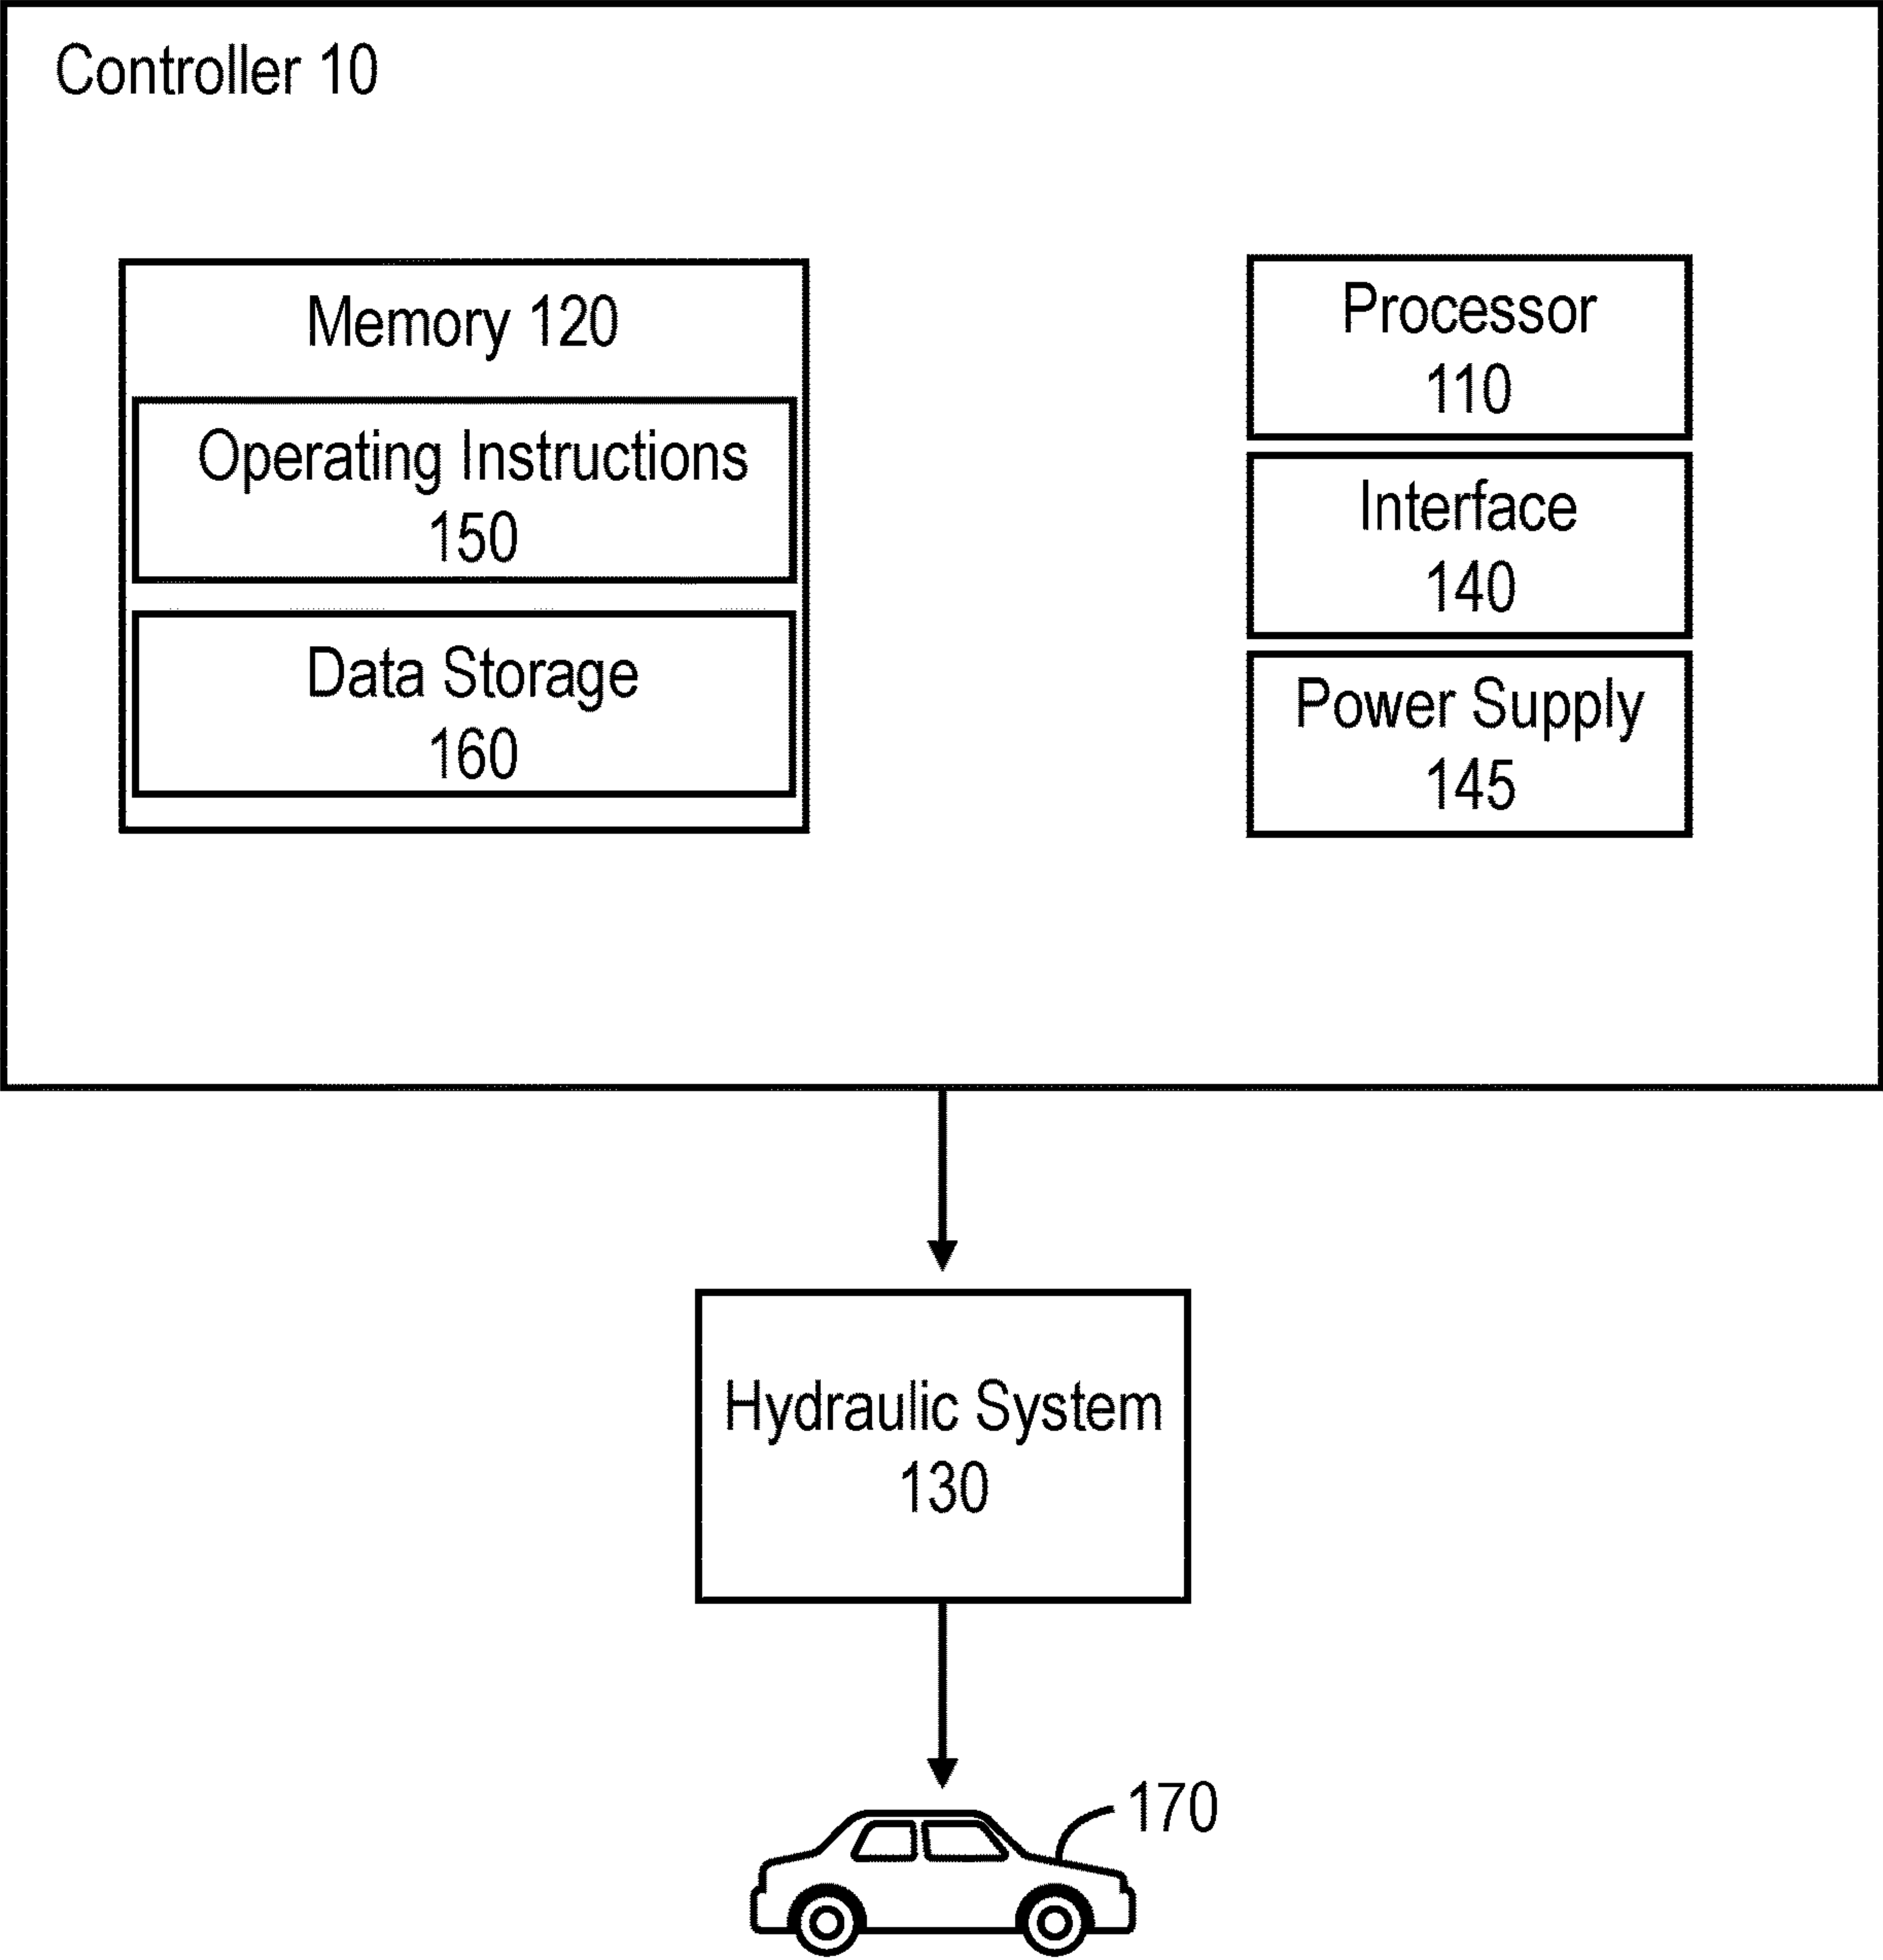 Controller 10
Memory 120
Operating Instructions
150
Data Storage
160
Processor
110
Interface
140
Power Supply
145
Hydraulic System
130
170